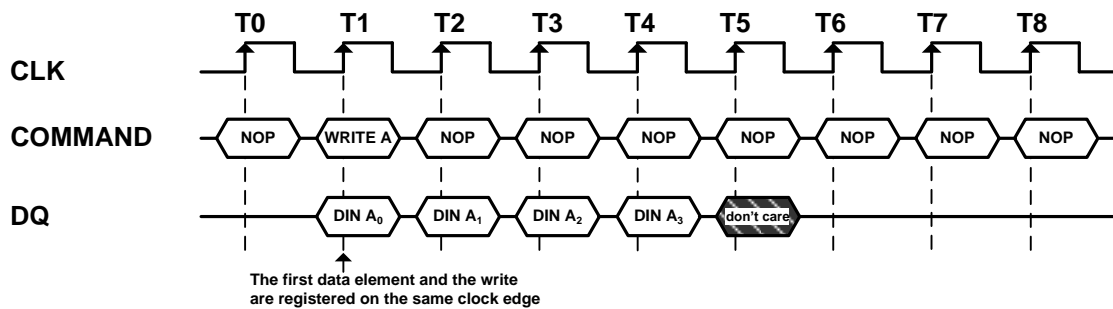 T0 T1 T2 T3 T4 T5 T6 T7 T8
CLK
COMMAND NOP WRITE A NOP NOP NOP NOP NOP NOP NOP
DQ DIN A₀ DIN A₁ DIN A₂ DIN A₃ don't care
The first data element and the write
are registered on the same clock edge